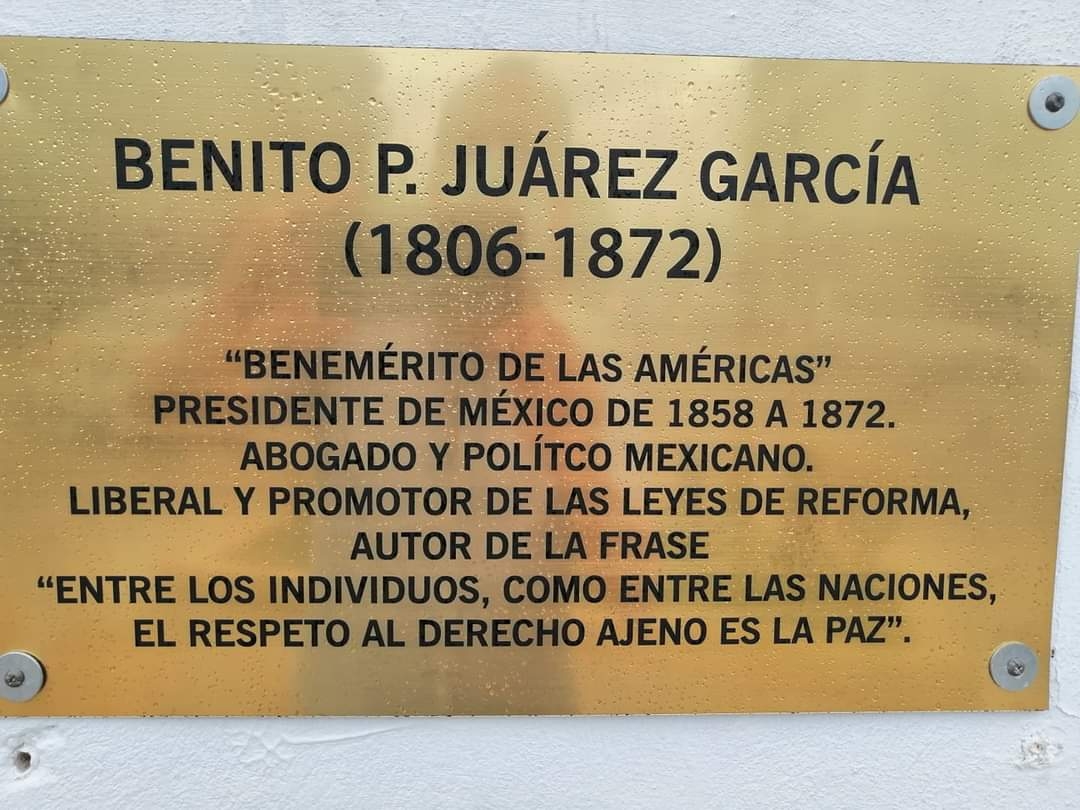 BENITO P. JUÁREZ GARCÍA
(1806-1872)
“BENEMÉRITO DE LAS AMÉRICAS”
PRESIDENTE DE MÉXICO DE 1858 A 1872.
ABOGADO Y POLÍTCO MEXICANO.
LIBERAL Y PROMOTOR DE LAS LEYES DE REFORMA,
AUTOR DE LA FRASE
“ENTRE LOS INDIVIDUOS, COMO ENTRE LAS NACIONES,
EL RESPETO AL DERECHO AJENO ES LA PAZ”.